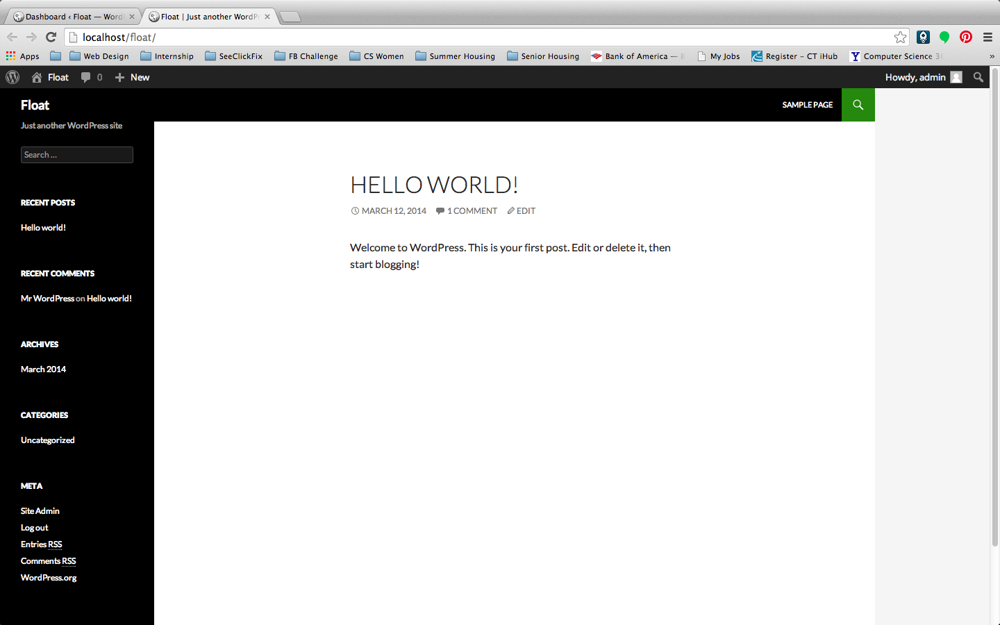 Dashboard ‹ Float — Word
Float | Just another WordPr
localhost/float/
Apps
Web Design
Internship
SeeClickFix
FB Challenge
CS Women
Summer Housing
Senior Housing
Bank of America —
My Jobs
Register – CT iHub
Computer Science 36
»
Float
0
New
Howdy, admin
Float
SAMPLE PAGE
Just another WordPress site
Search ...
HELLO WORLD!
MARCH 12, 2014
1 COMMENT
EDIT
Welcome to WordPress. This is your first post. Edit or delete it, then
start blogging!
RECENT POSTS
Hello world!
RECENT COMMENTS
Mr WordPress on Hello world!
ARCHIVES
March 2014
CATEGORIES
Uncategorized
META
Site Admin
Log out
Entries RSS
Comments RSS
WordPress.org